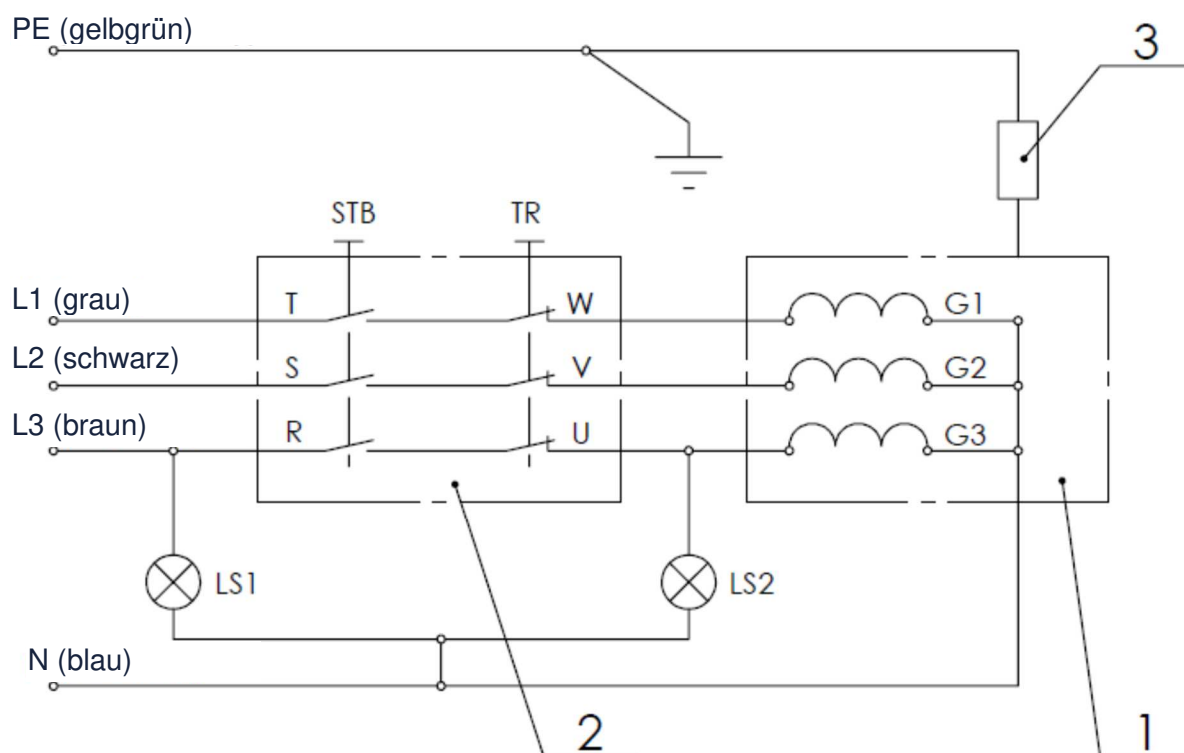 PE (gelbgrün)
3
STB TR
L1 (grau) T W G1
L2 (schwarz) S V G2
L3 (braun) R U G3
LS1 LS2
N (blau)
2 1